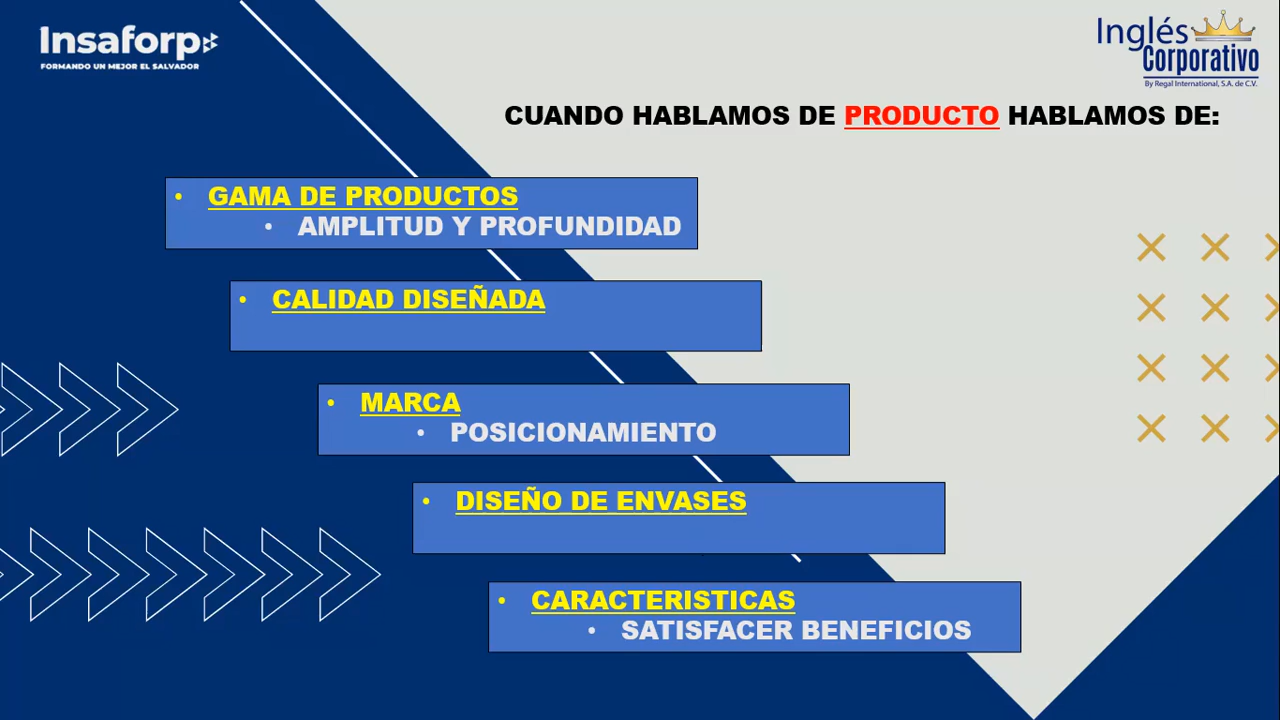 Insaforp
FORMANDO UN MEJOR EL SALVADOR
Inglés
Corporativo
By Regal International, S.A. de C.V.
CUANDO HABLAMOS DE PRODUCTO HABLAMOS DE:
• GAMA DE PRODUCTOS
• AMPLITUD Y PROFUNDIDAD
• CALIDAD DISEÑADA
• MARCA
• POSICIONAMIENTO
• DISEÑO DE ENVASES
• CARACTERISTICAS
• SATISFACER BENEFICIOS